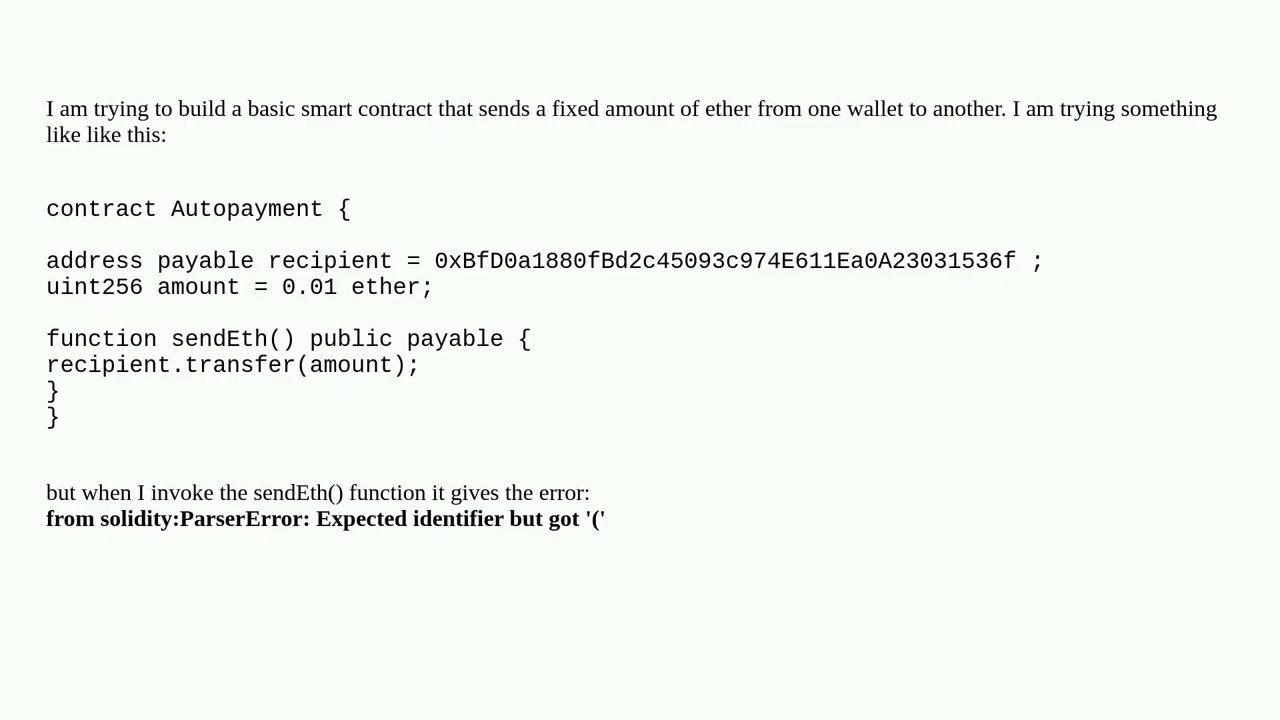 I am trying to build a basic smart contract that sends a fixed amount of ether from one wallet to another. I am trying something
like like this:
contract Autopayment {
address payable recipient = 0xBfD0a1880fBd2c45093c974E611Ea0A23031536f ;
uint256 amount = 0.01 ether;
function sendEth() public payable {
recipient.transfer(amount);
}
}
but when I invoke the sendEth() function it gives the error:
from solidity:ParserError: Expected identifier but got '('